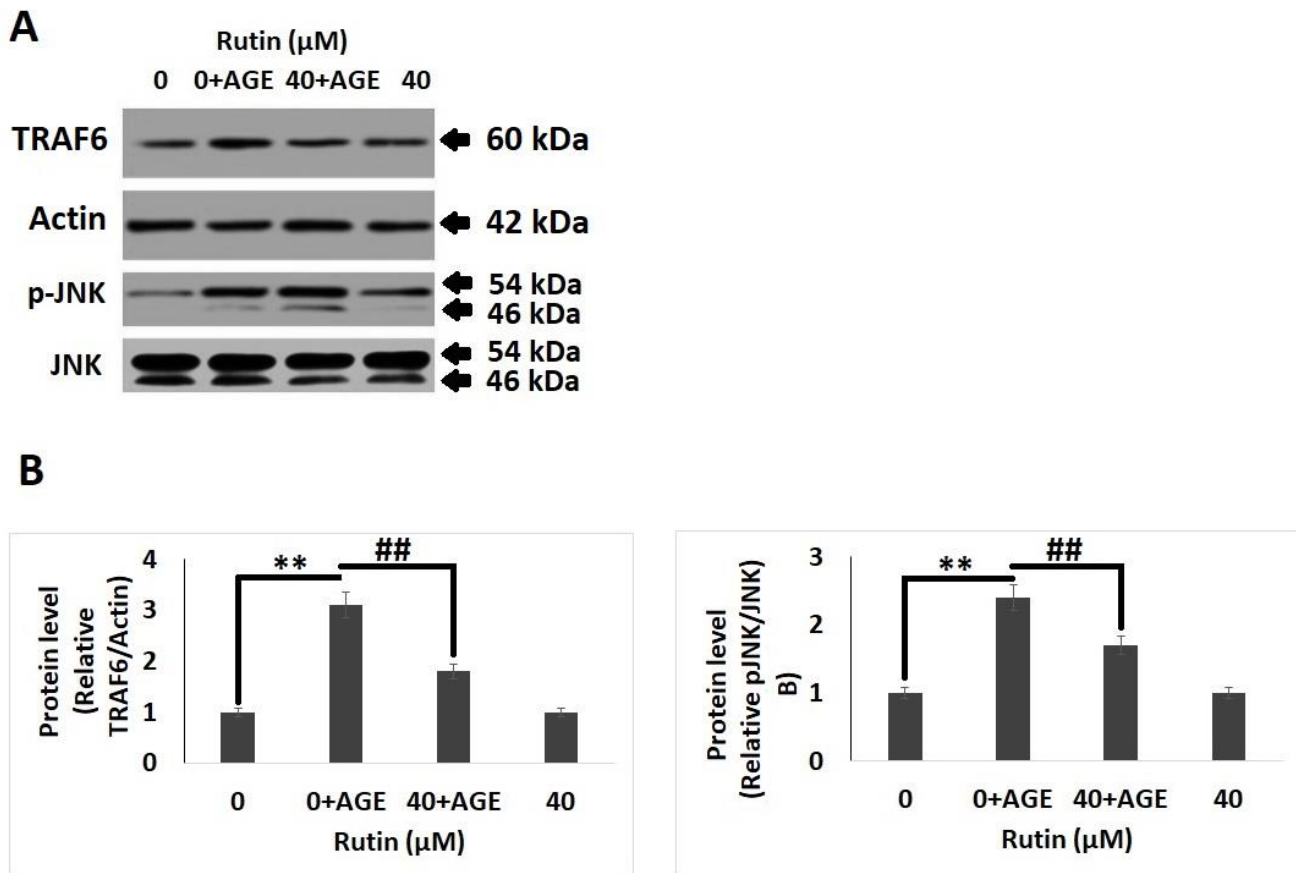 A
Rutin (μM)
0 0+AGE 40+AGE 40
TRAF6 60 kDa
Actin 42 kDa
p-JNK 54 kDa
46 kDa
JNK 54 kDa
46 kDa
B
Protein level
(Relative
TRAF6/Actin)
4
3
2
1
0
**
##
0 0+AGE 40+AGE 40
Rutin (μM)
Protein level
(Relative pJNK/JNK
B)
3
2
1
0
**
##
0 0+AGE 40+AGE 40
Rutin (μM)